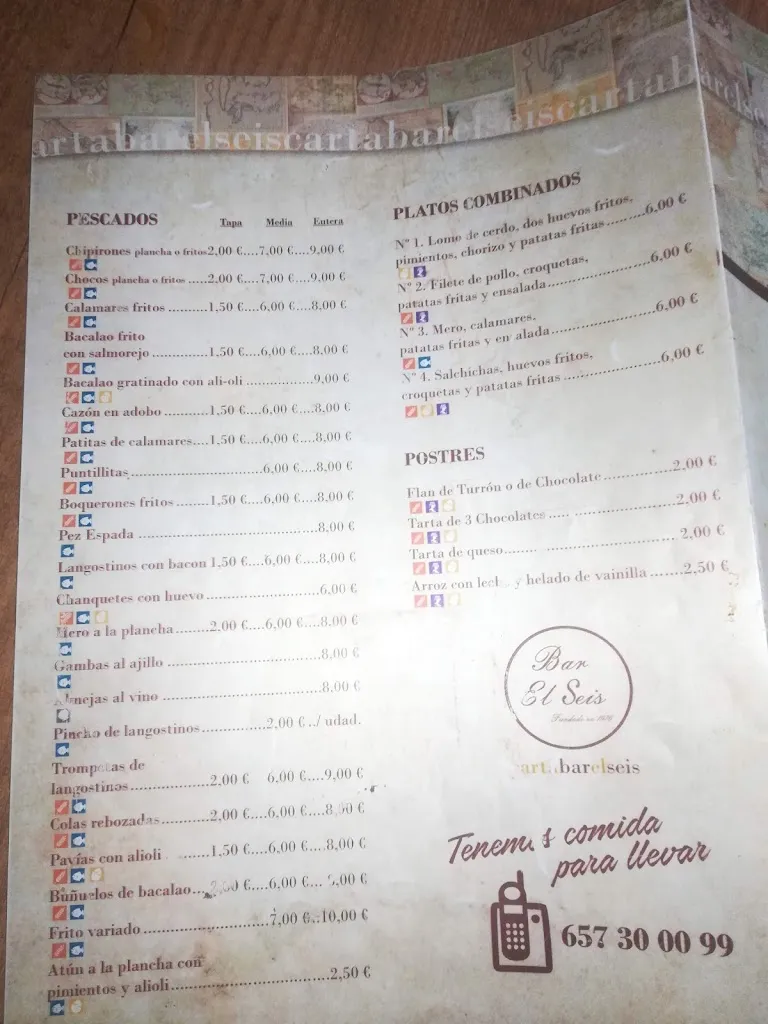 artabarelseiscartabarelseiscartabarelseis
PESCADOS Tapa Media Entera
Chipirones plancha o fritos2,00 €....7,00 €....9,00 €
Chocos plancha o fritos .....2,00 €....7,00 €....9,00 €
Calamares fritos ..........1,50 €....6,00 €....8,00 €
Bacalao frito
con salmorejo ..............1,50 €....6,00 €....8,00 €
Bacalao gratinado con ali-oli .................9,00 €
Cazón en adobo ...........1,50 €....6,00 €....8,00 €
Patitas de calamares....1,50 €....6,00 €....8,00 €
Puntillitas................................6,00 €....8,00 €
Boquerones fritos ........1,50 €....6,00 €....8,00 €
Pez Espada .............................................8,00 €
Langostinos con bacon 1,50 €....6,00 €....8,00 €
Chanquetes con huevo............................6,00 €
Mero a la plancha ........2,00 €....6,00 €....8,00 €
Gambas al ajillo ......................................8,00 €
Almejas al vino .......................................8,00 €
Pincho de langostinos................2,00 € ../ udad.
Trompetas de
langostinos...................2,00 € 6,00 €....9,00 €
Colas rebozadas............2,00 €....6,00 €....8,00 €
Pavías con alioli ..........1,50 €....6,00 €....8,00 €
Buñuelos de bacalao... €....6,00 €...
Frito variado ...............................7,00 €..10,00 €
Atún a la plancha con
pimientos y alioli.....................................2,50 €
PLATOS COMBINADOS
Nº 1. Lomo de cerdo, dos huevos fritos,
pimientos, chorizo y patatas fritas .........6,00 €
Nº 2. Filete de pollo, croquetas,
patatas fritas y ensalada.......................6,00 €
Nº 3. Mero, calamares,
patatas fritas y en alada.......................6,00 €
Nº 4. Salchichas, huevos fritos,
croquetas y patatas fritas ......................6,00 €
POSTRES
Flan de Turrón o de Chocolate ...............2,00 €
Tarta de 3 Chocolates ..... ......................2,00 €
Tarta de queso........ ..............................2,00 €
Arroz con leche y helado de vainilla .......2,50 €
Bar
El Seis
cartabarelseis
Tenemos comida
para llevar
657 30 00 99